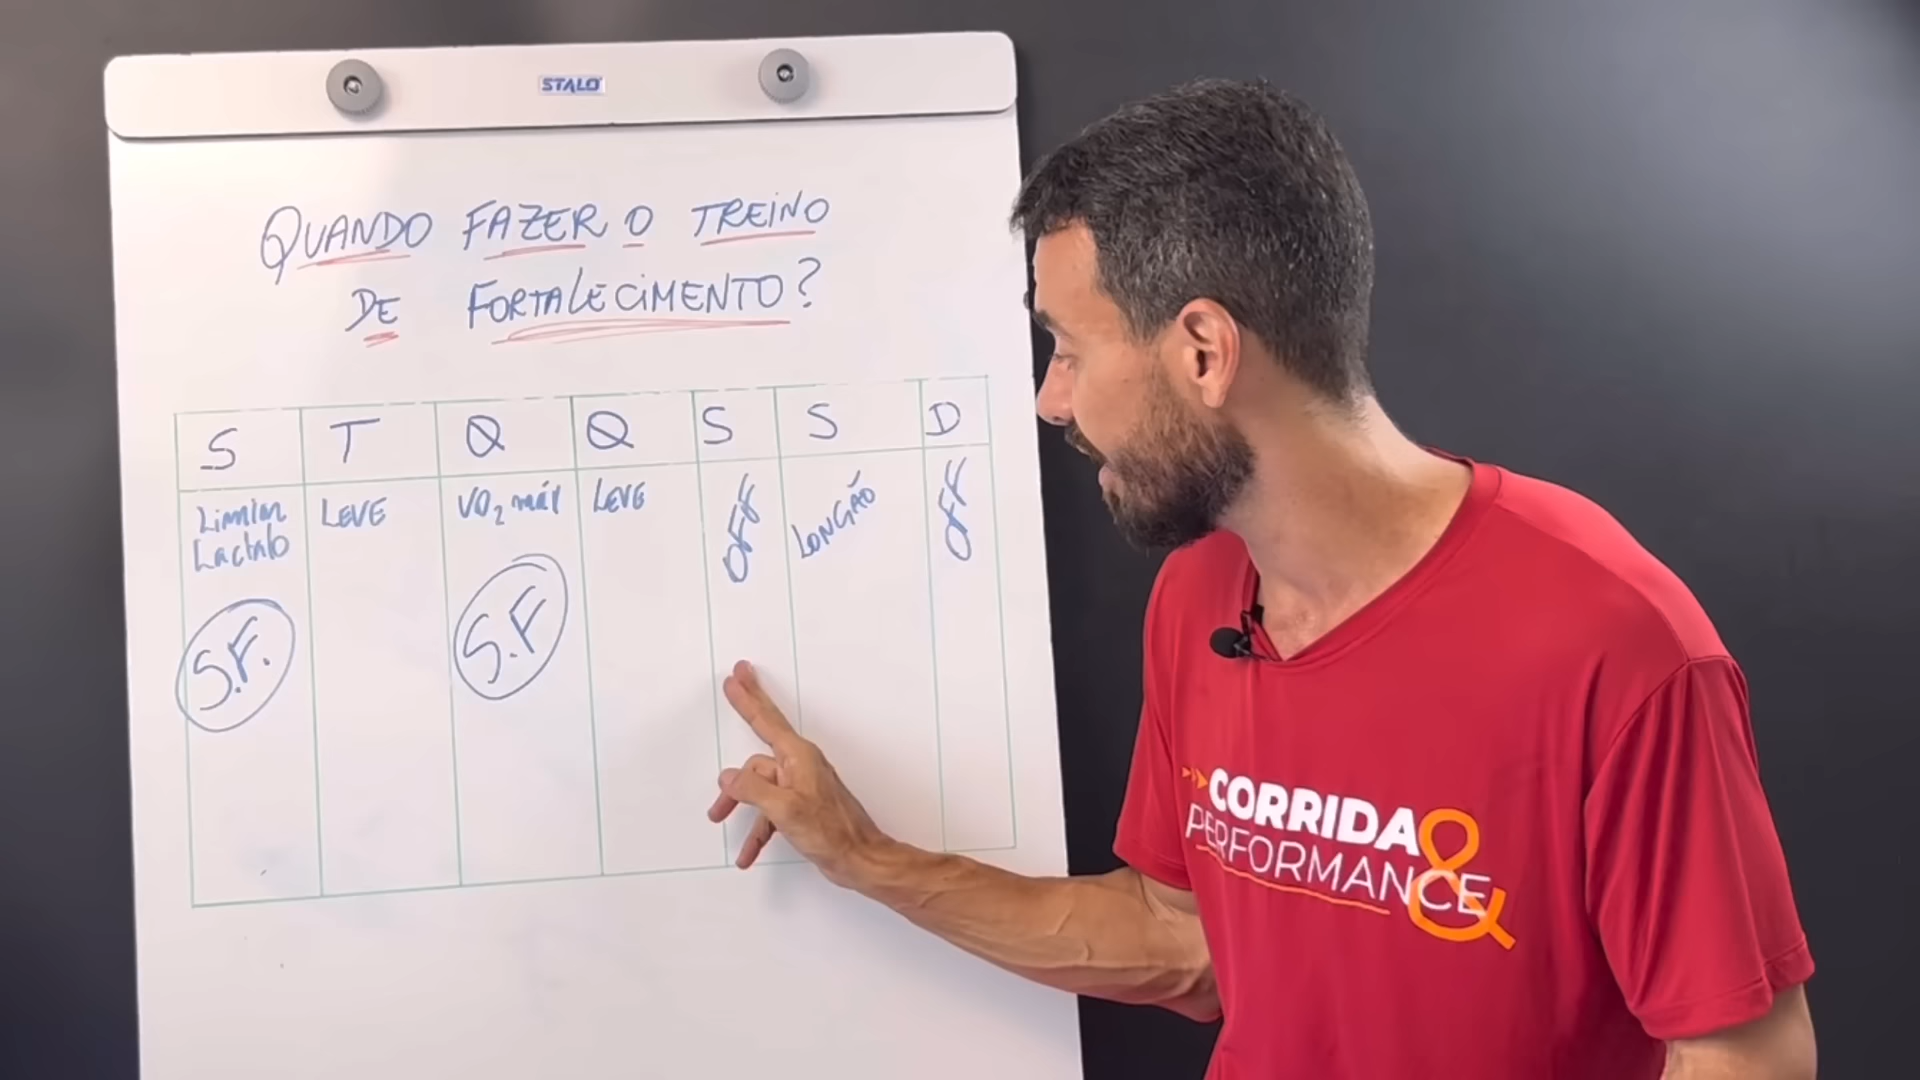 STALO
QUANDO FAZER O TREINO
DE FORTALECIMENTO?
S T Q Q S S D
Limiar Lactato
LEVE
VO2 máx
LEVE
OFF
LONGÃO
OFF
S.F.
S.F
CORRIDA &
PERFORMANCE